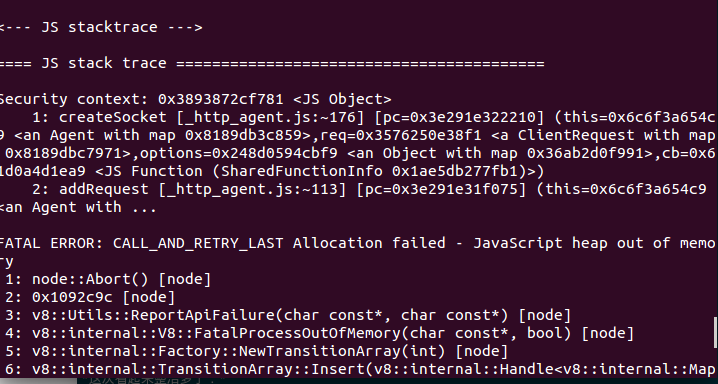 <--- JS stacktrace --->
==== JS stack trace =========================================
Security context: 0x3893872cf781 <JS Object>
1: createSocket [_http_agent.js:~176] [pc=0x3e291e322210] (this=0x6c6f3a654c
9 <an Agent with map 0x8189db3c859>,req=0x3576250e38f1 <a ClientRequest with map
0x8189dbc7971>,options=0x248d0594cbf9 <an Object with map 0x36ab2d0f991>,cb=0x6
1d0a4d1ea9 <JS Function (SharedFunctionInfo 0x1ae5db277fb1)>)
2: addRequest [_http_agent.js:~113] [pc=0x3e291e31f075] (this=0x6c6f3a654c9
<an Agent with ...
FATAL ERROR: CALL_AND_RETRY_LAST Allocation failed - JavaScript heap out of memo
ry
1: node::Abort() [node]
2: 0x1092c9c [node]
3: v8::Utils::ReportApiFailure(char const*, char const*) [node]
4: v8::internal::V8::FatalProcessOutOfMemory(char const*, bool) [node]
5: v8::internal::Factory::NewTransitionArray(int) [node]
6: v8::internal::TransitionArray::Insert(v8::internal::Handle<v8::internal::Map